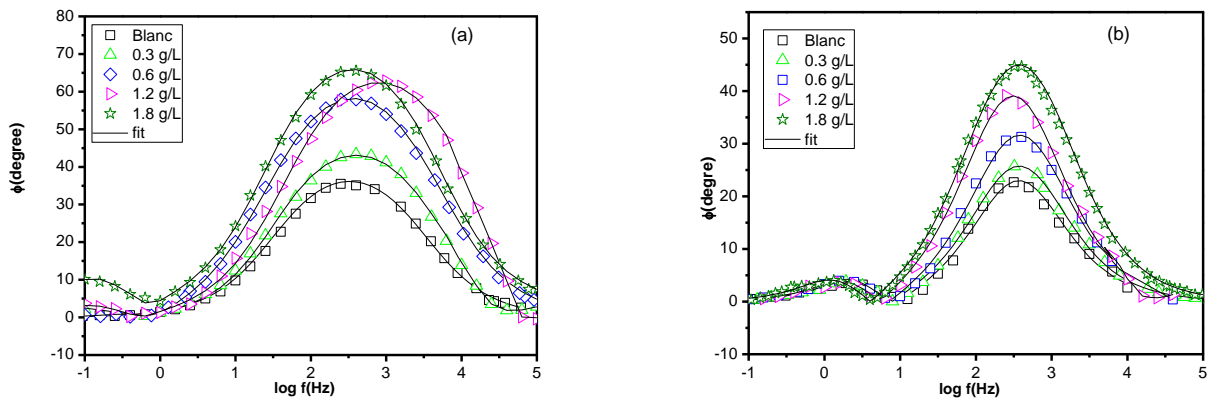 (a)
Blanc
0.3 g/L
0.6 g/L
1.2 g/L
1.8 g/L
fit
80
70
60
50
40
30
20
10
0
-10
ϕ(degree)
-1 0 1 2 3 4 5
log f(Hz)
(b)
Blanc
0.3 g/L
0.6 g/L
1.2 g/L
1.8 g/L
fit
50
40
30
20
10
0
-10
ϕ(degre)
-1 0 1 2 3 4 5
log f(Hz)